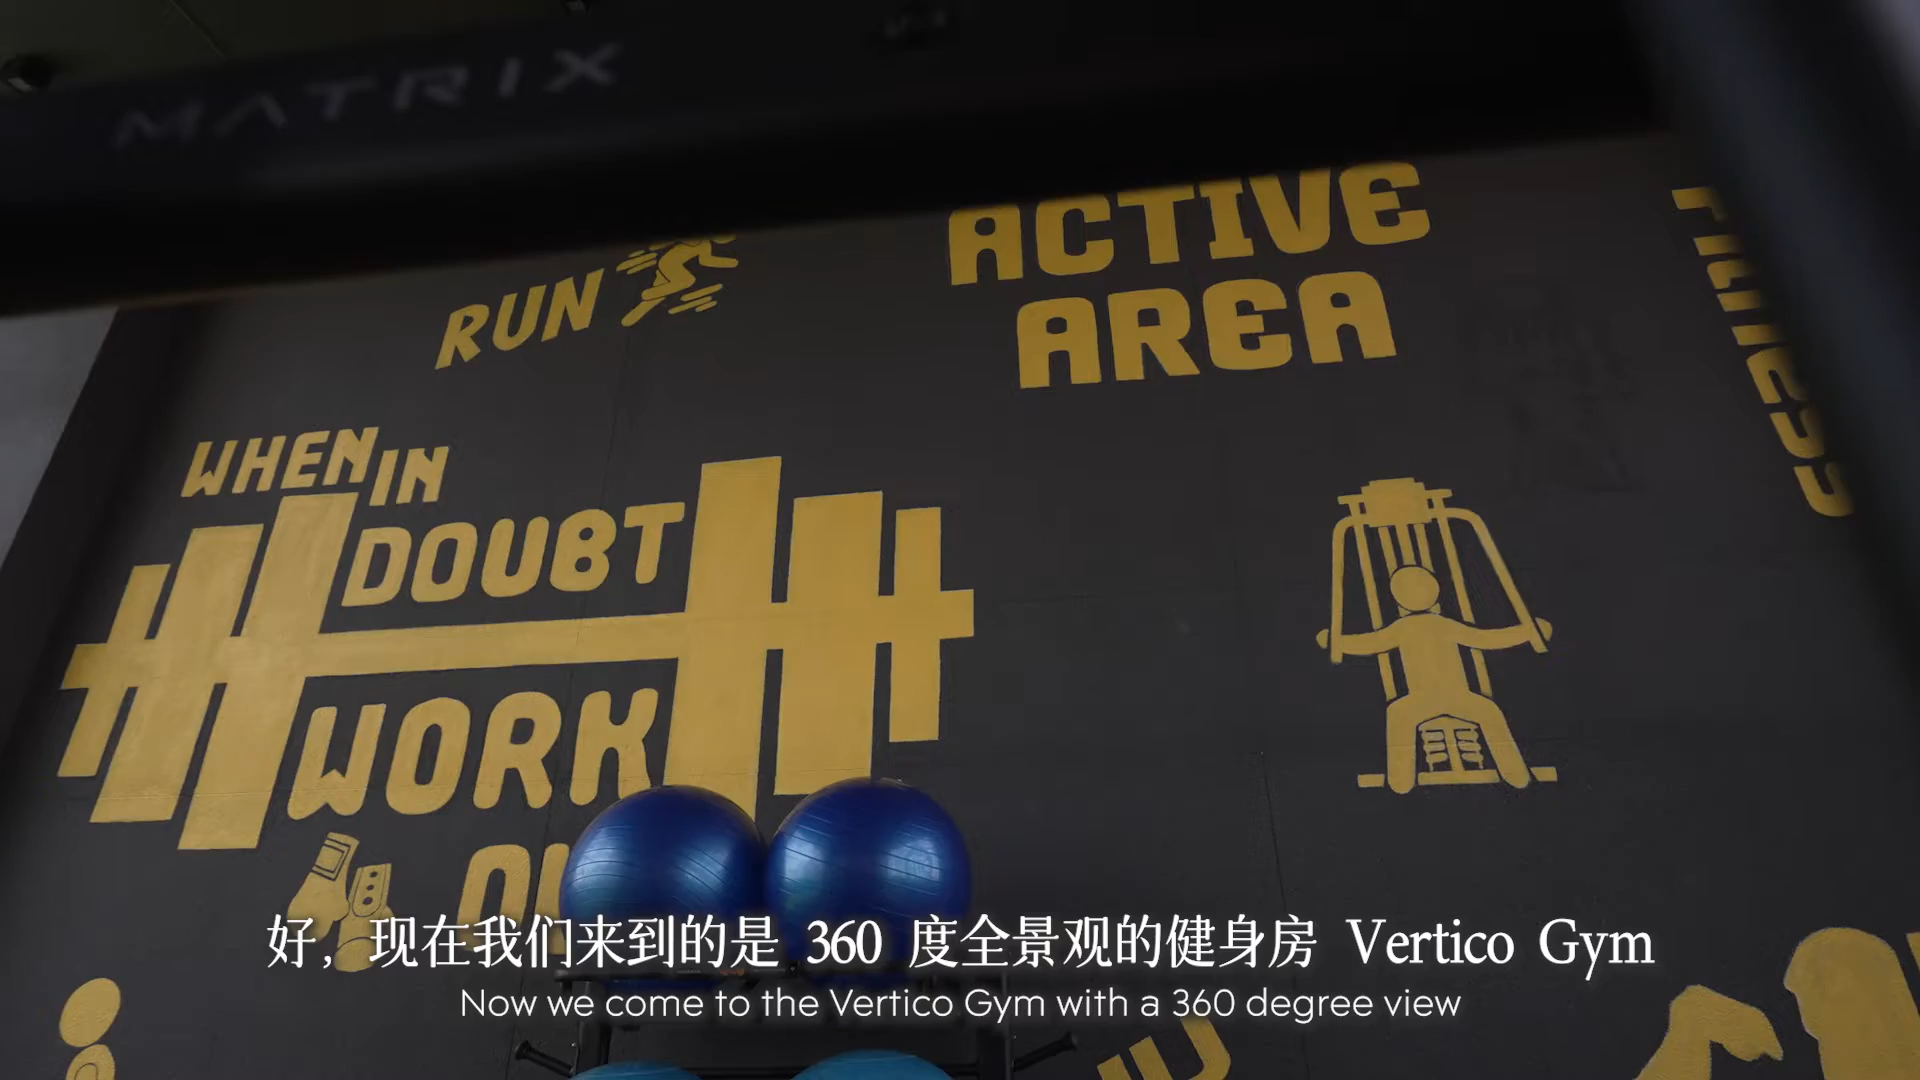 MATRIX
RUN
ACTIVE
AREA
FITNESS
WHEN IN
DOUBT
WORK
好，现在我们来到的是 360 度全景观的健身房 Vertico Gym
Now we come to the Vertico Gym with a 360 degree view